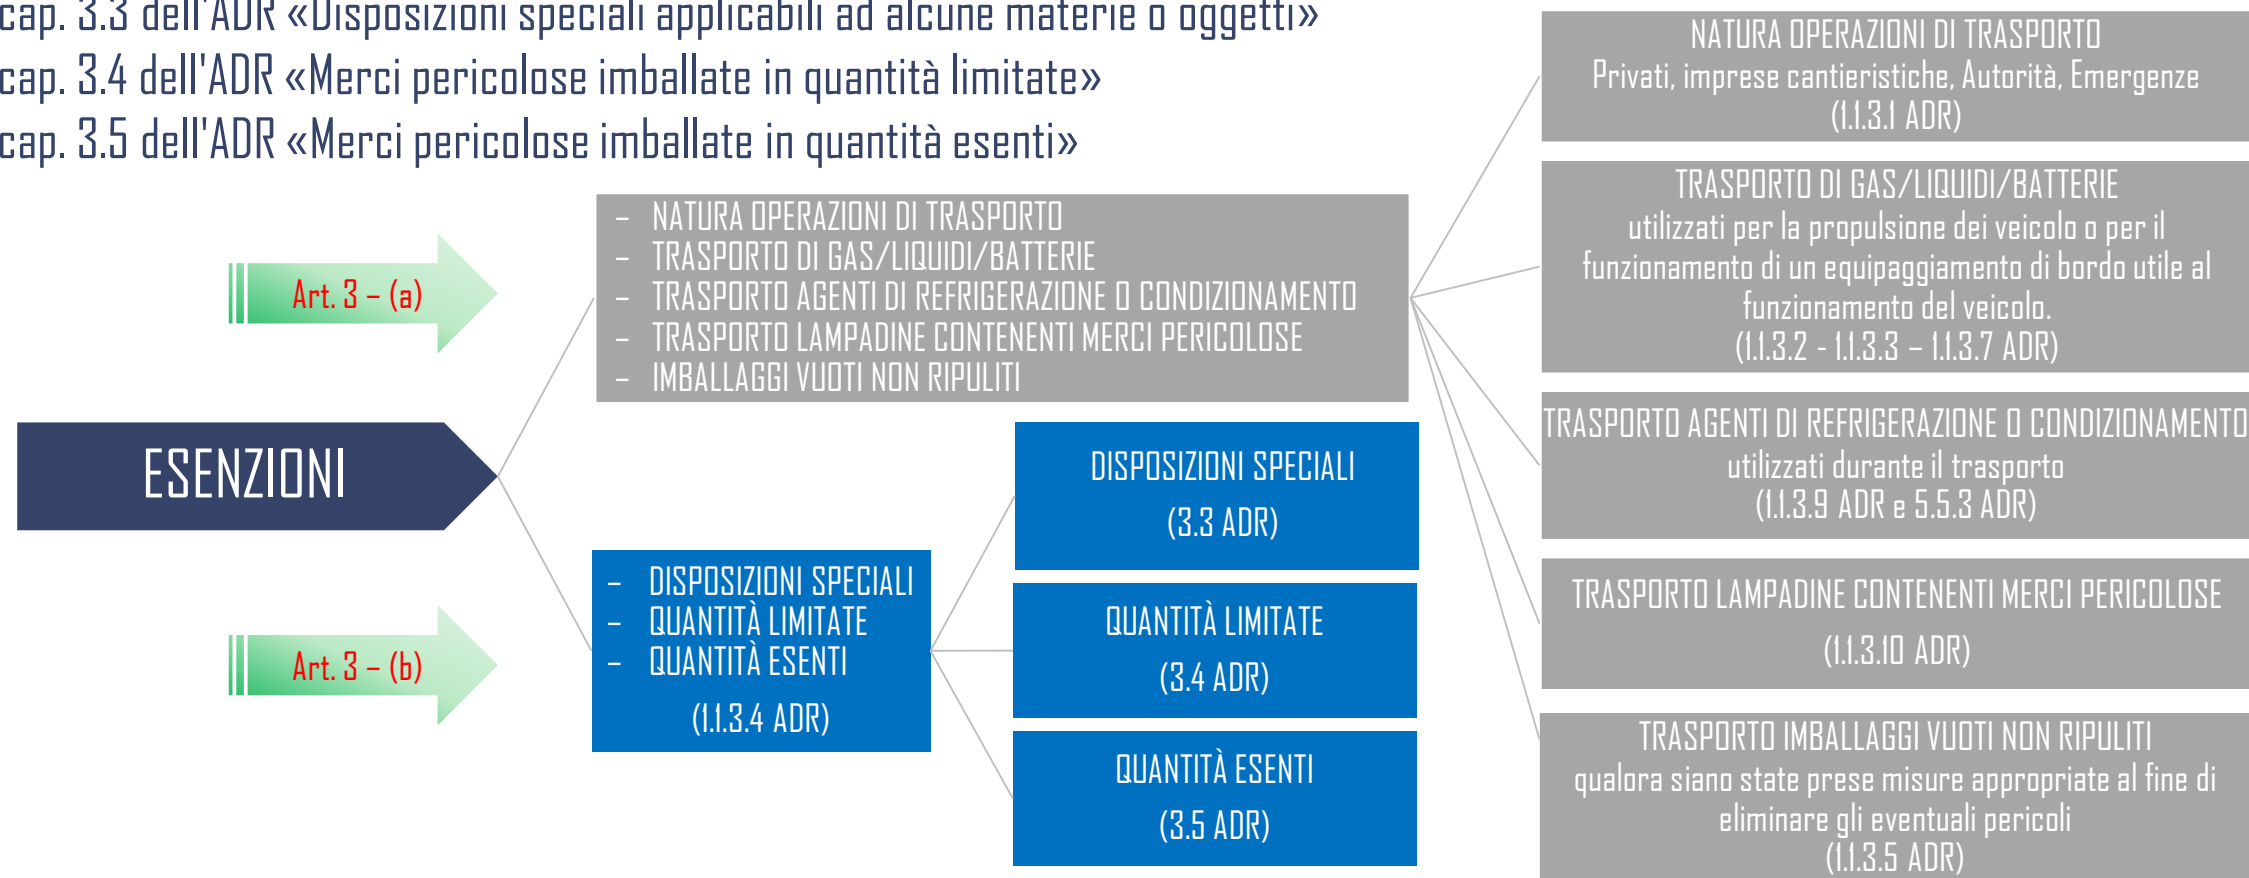 cap. 3.3 dell'ADR «Disposizioni speciali applicabili ad alcune materie o oggetti»
cap. 3.4 dell'ADR «Merci pericolose imballate in quantità limitate»
cap. 3.5 dell'ADR «Merci pericolose imballate in quantità esenti»
Art. 3 – (a)
– NATURA OPERAZIONI DI TRASPORTO
– TRASPORTO DI GAS/LIQUIDI/BATTERIE
– TRASPORTO AGENTI DI REFRIGERAZIONE O CONDIZIONAMENTO
– TRASPORTO LAMPADINE CONTENENTI MERCI PERICOLOSE
– IMBALLAGGI VUOTI NON RIPULITI
ESENZIONI
Art. 3 – (b)
– DISPOSIZIONI SPECIALI
– QUANTITÀ LIMITATE
– QUANTITÀ ESENTI
(1.1.3.4 ADR)
DISPOSIZIONI SPECIALI
(3.3 ADR)
QUANTITÀ LIMITATE
(3.4 ADR)
QUANTITÀ ESENTI
(3.5 ADR)
NATURA OPERAZIONI DI TRASPORTO
Privati, imprese cantieristiche, Autorità, Emergenze
(1.1.3.1 ADR)
TRASPORTO DI GAS/LIQUIDI/BATTERIE
utilizzati per la propulsione dei veicolo o per il
funzionamento di un equipaggiamento di bordo utile al
funzionamento del veicolo.
(1.1.3.2 - 1.1.3.3 – 1.1.3.7 ADR)
TRASPORTO AGENTI DI REFRIGERAZIONE O CONDIZIONAMENTO
utilizzati durante il trasporto
(1.1.3.9 ADR e 5.5.3 ADR)
TRASPORTO LAMPADINE CONTENENTI MERCI PERICOLOSE
(1.1.3.10 ADR)
TRASPORTO IMBALLAGGI VUOTI NON RIPULITI
qualora siano state prese misure appropriate al fine di
eliminare gli eventuali pericoli
(1.1.3.5 ADR)